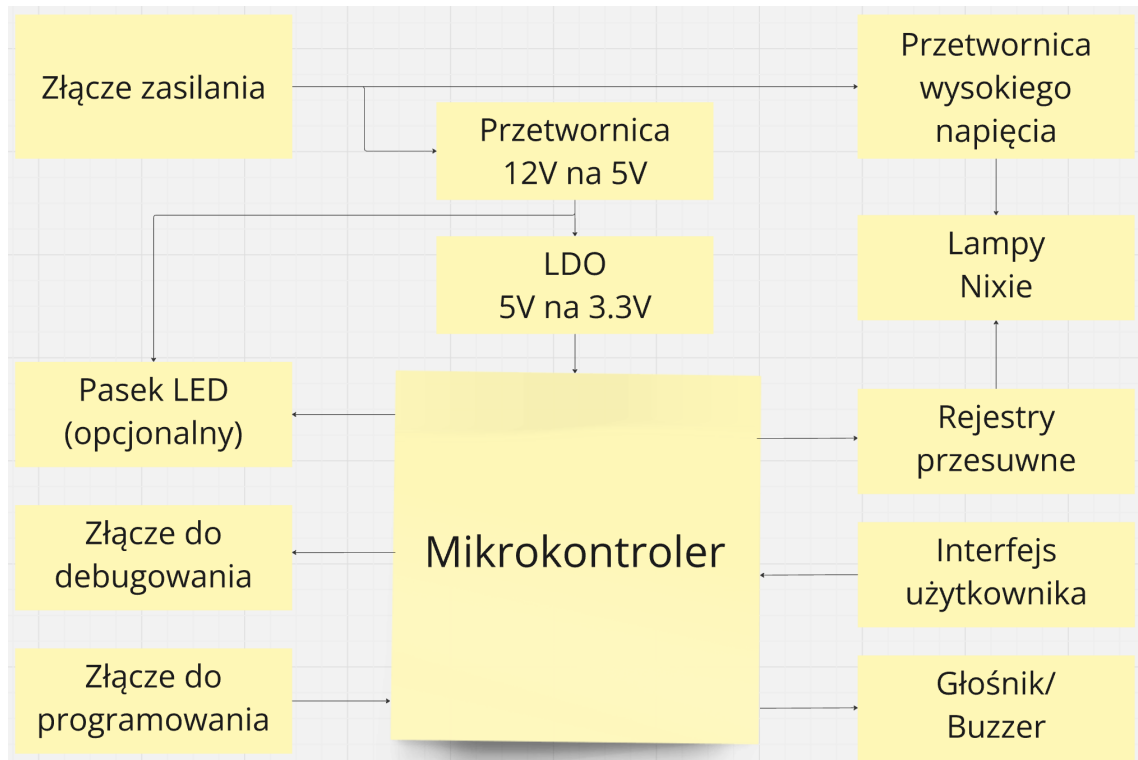 Złącze zasilania
Przetwornica
wysokiego
napięcia
Przetwornica
12V na 5V
LDO
5V na 3.3V
Lampy
Nixie
Pasek LED
(opcjonalny)
Rejestry
przesuwne
Mikrokontroler
Złącze do
debugowania
Interfejs
użytkownika
Złącze do
programowania
Głośnik/
Buzzer